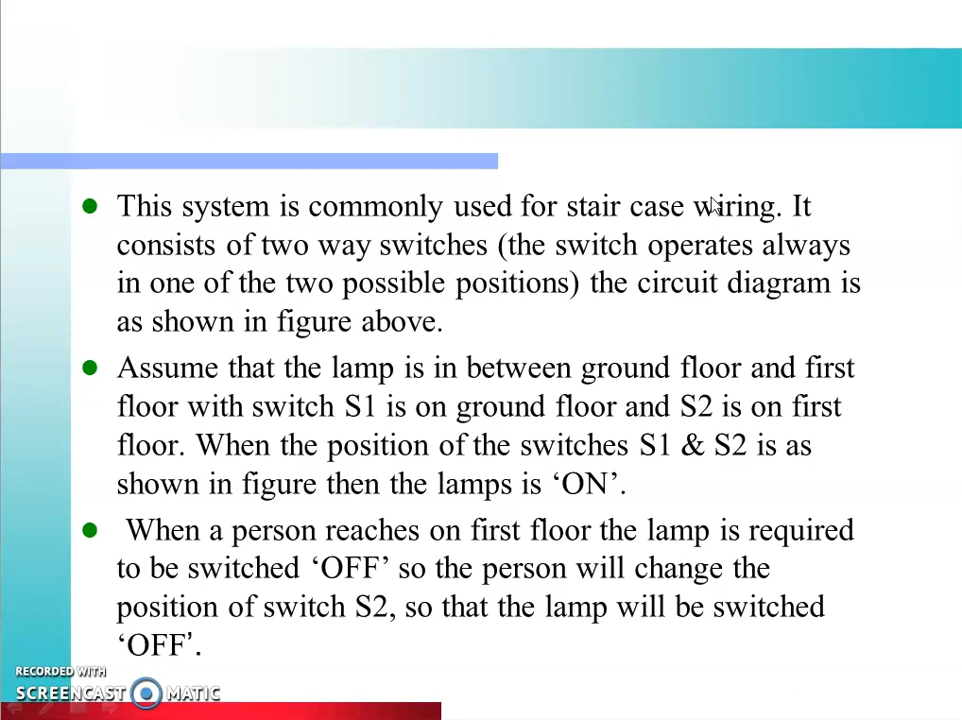 This system is commonly used for stair case wiring. It
consists of two way switches (the switch operates always
in one of the two possible positions) the circuit diagram is
as shown in figure above.
Assume that the lamp is in between ground floor and first
floor with switch S1 is on ground floor and S2 is on first
floor. When the position of the switches S1 & S2 is as
shown in figure then the lamps is ‘ON’.
When a person reaches on first floor the lamp is required
to be switched ‘OFF’ so the person will change the
position of switch S2, so that the lamp will be switched
‘OFF’.
RECORDED WITH
SCREENCAST MATIC